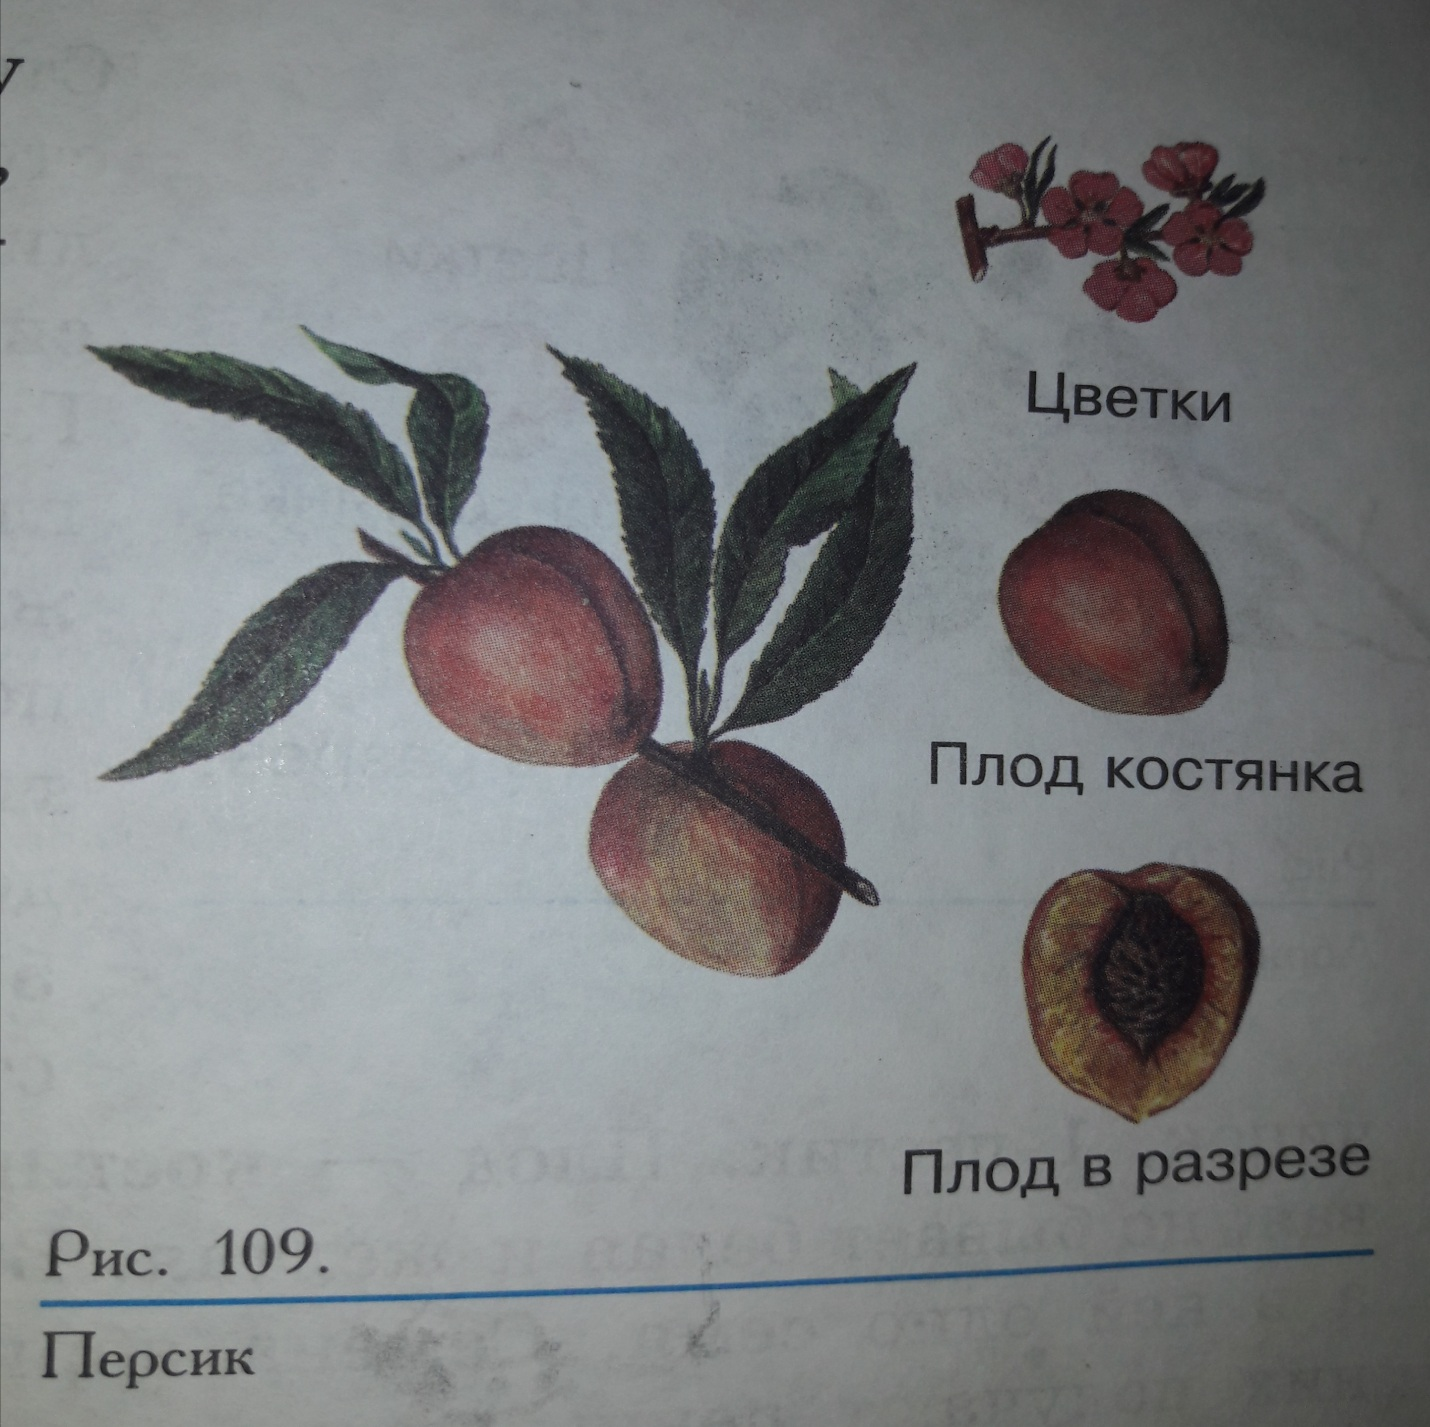 Цветки
Плод костянка
Плод в разрезе
Рис. 109.
Персик